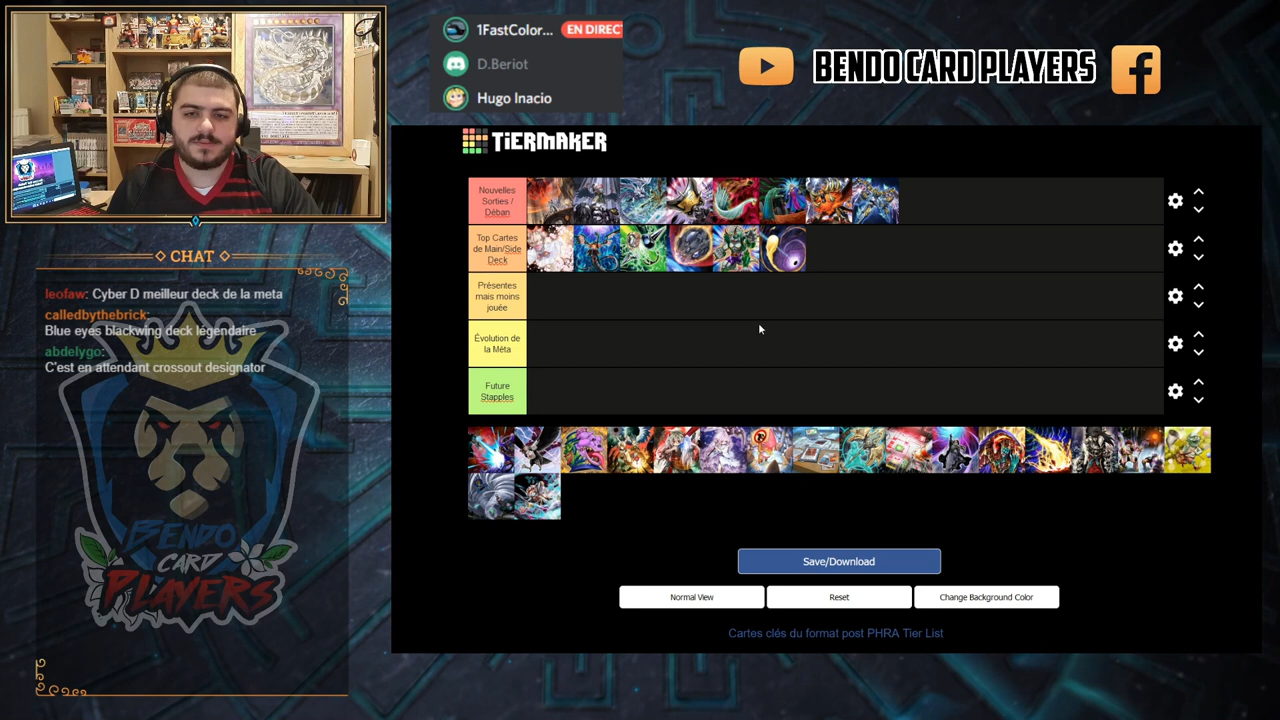 1FastColor... EN DIREC
D.Beriot
Hugo Inacio
BENDO CARD PLAYERS
TIERMAKER
Nouvelles
Sorties /
Déban
Top Cartes
de Main/Side
Deck
Présentes
mais moins
jouée
Évolution de
la Méta
Future
Stapples
CHAT
leofaw: Cyber D meilleur deck de la meta
calledbythebrick:
Blue eyes blackwing deck légendaire
abdelygo:
C'est en attendant crossout designator
BENDO
CARD
PLAYERS
Save/Download
Normal View
Reset
Change Background Color
Cartes clés du format post PHRA Tier List